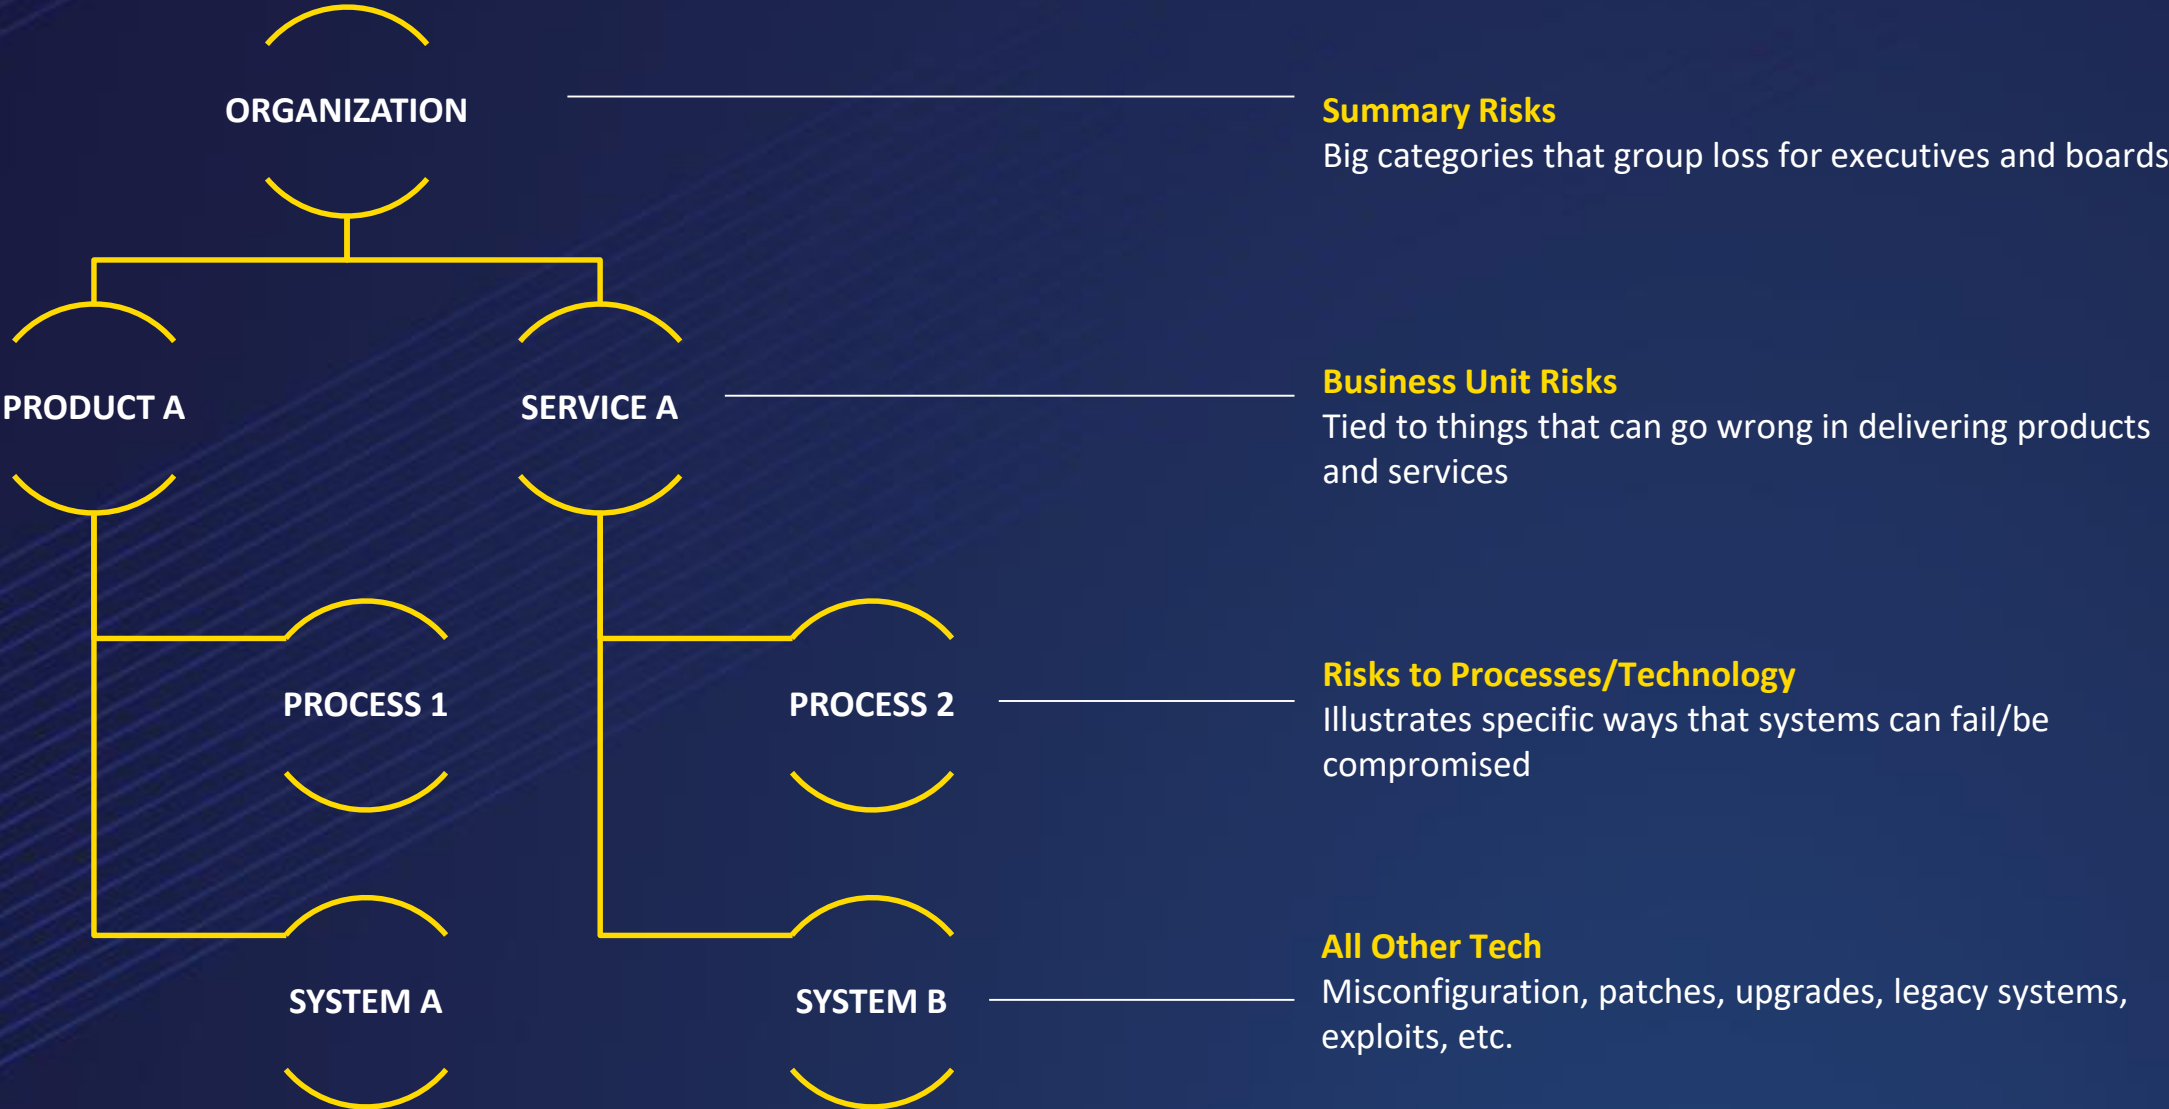 ORGANIZATION
Summary Risks
Big categories that group loss for executives and boards
PRODUCT A
SERVICE A
Business Unit Risks
Tied to things that can go wrong in delivering products
and services
PROCESS 1
PROCESS 2
Risks to Processes/Technology
Illustrates specific ways that systems can fail/be
compromised
SYSTEM A
SYSTEM B
All Other Tech
Misconfiguration, patches, upgrades, legacy systems,
exploits, etc.